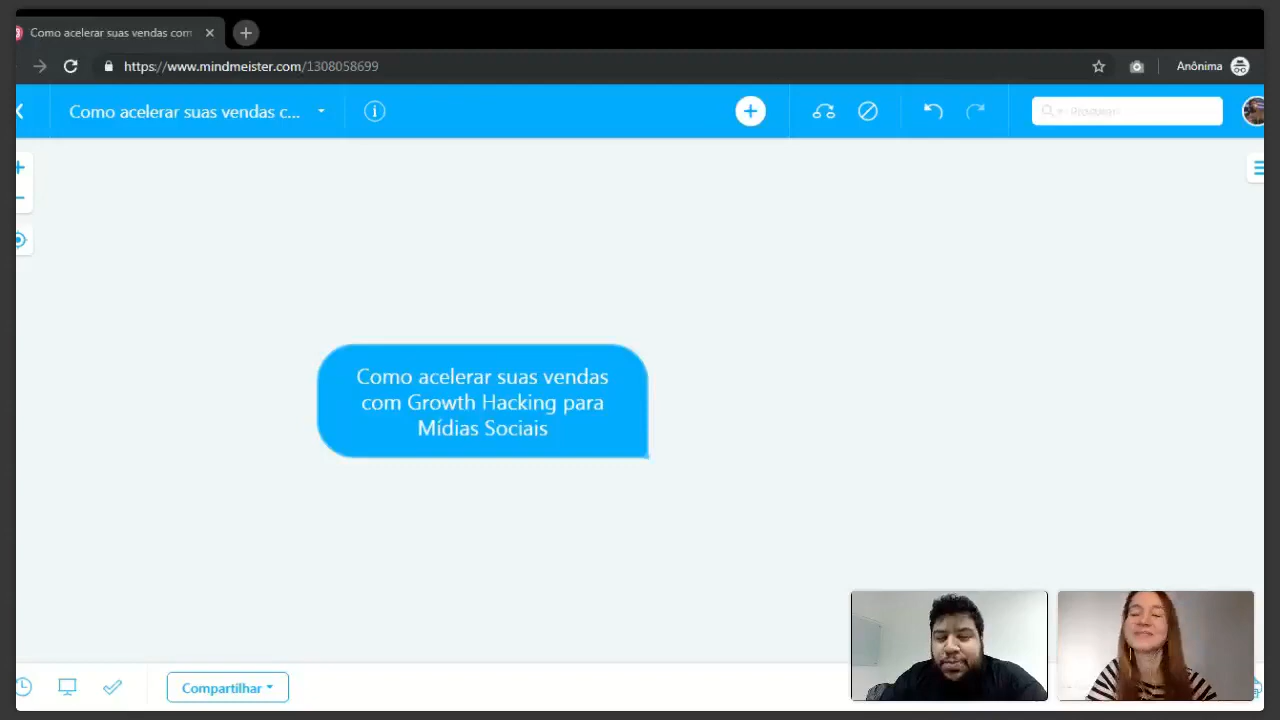 Como acelerar suas vendas com
https://www.mindmeister.com/1308058699
Anônima
Como acelerar suas vendas c...
Procurar
Como acelerar suas vendas
com Growth Hacking para
Mídias Sociais
Compartilhar